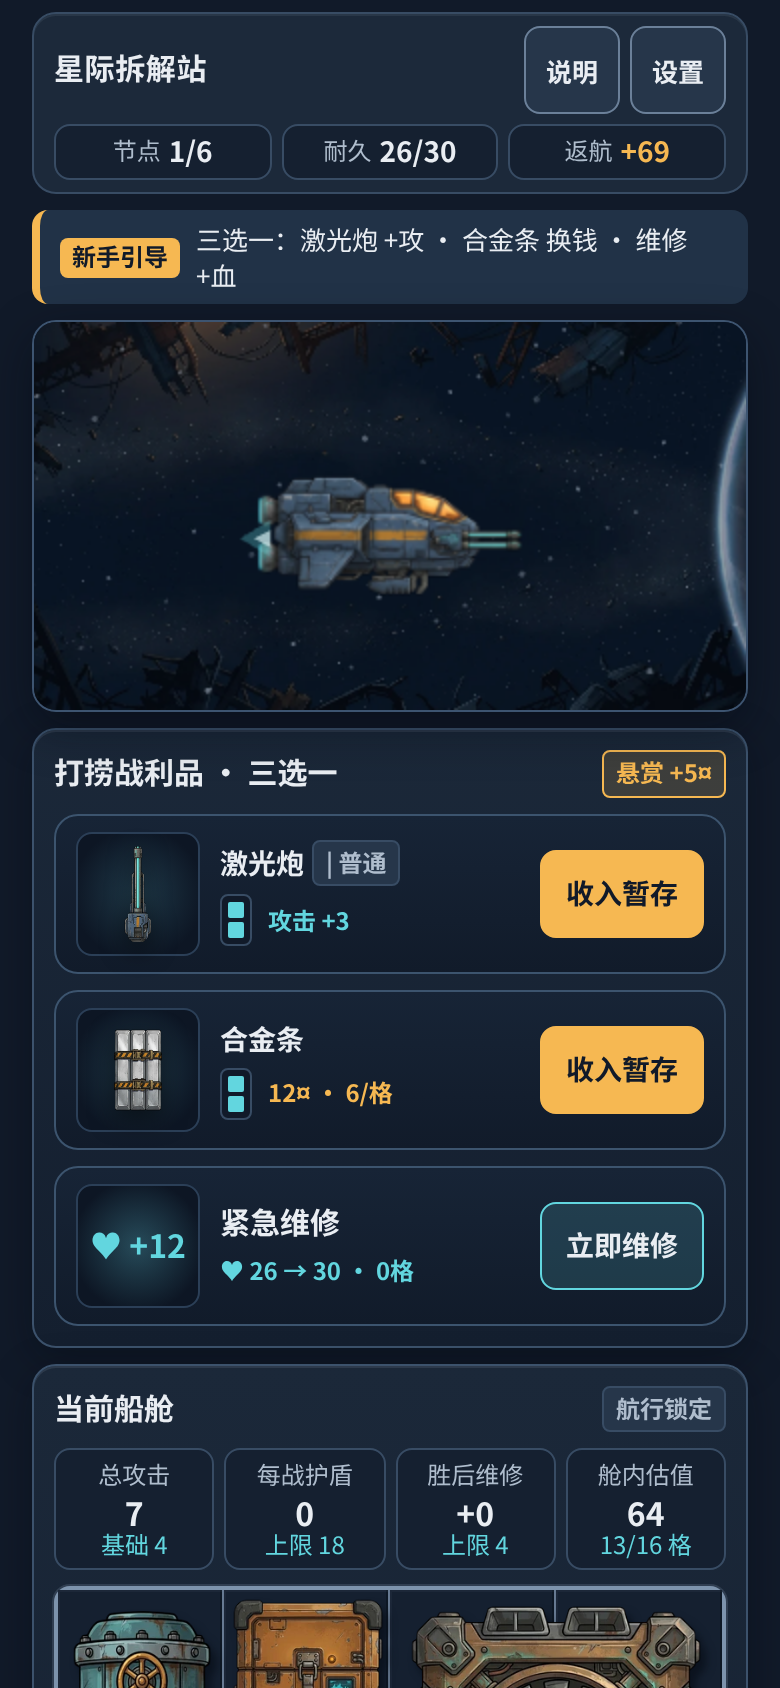 星际拆解站
说明
设置
节点 1/6
耐久 26/30
返航 +69
新手引导
三选一：激光炮 +攻 · 合金条 换钱 · 维修
+血
打捞战利品 · 三选一
悬赏 +5¤
激光炮 | 普通
攻击 +3
收入暂存
合金条
12¤ · 6/格
收入暂存
♥ +12
紧急维修
♥ 26 → 30 · 0格
立即维修
当前船舱
航行锁定
总攻击
7
基础 4
每战护盾
0
上限 18
胜后维修
+0
上限 4
舱内估值
64
13/16 格